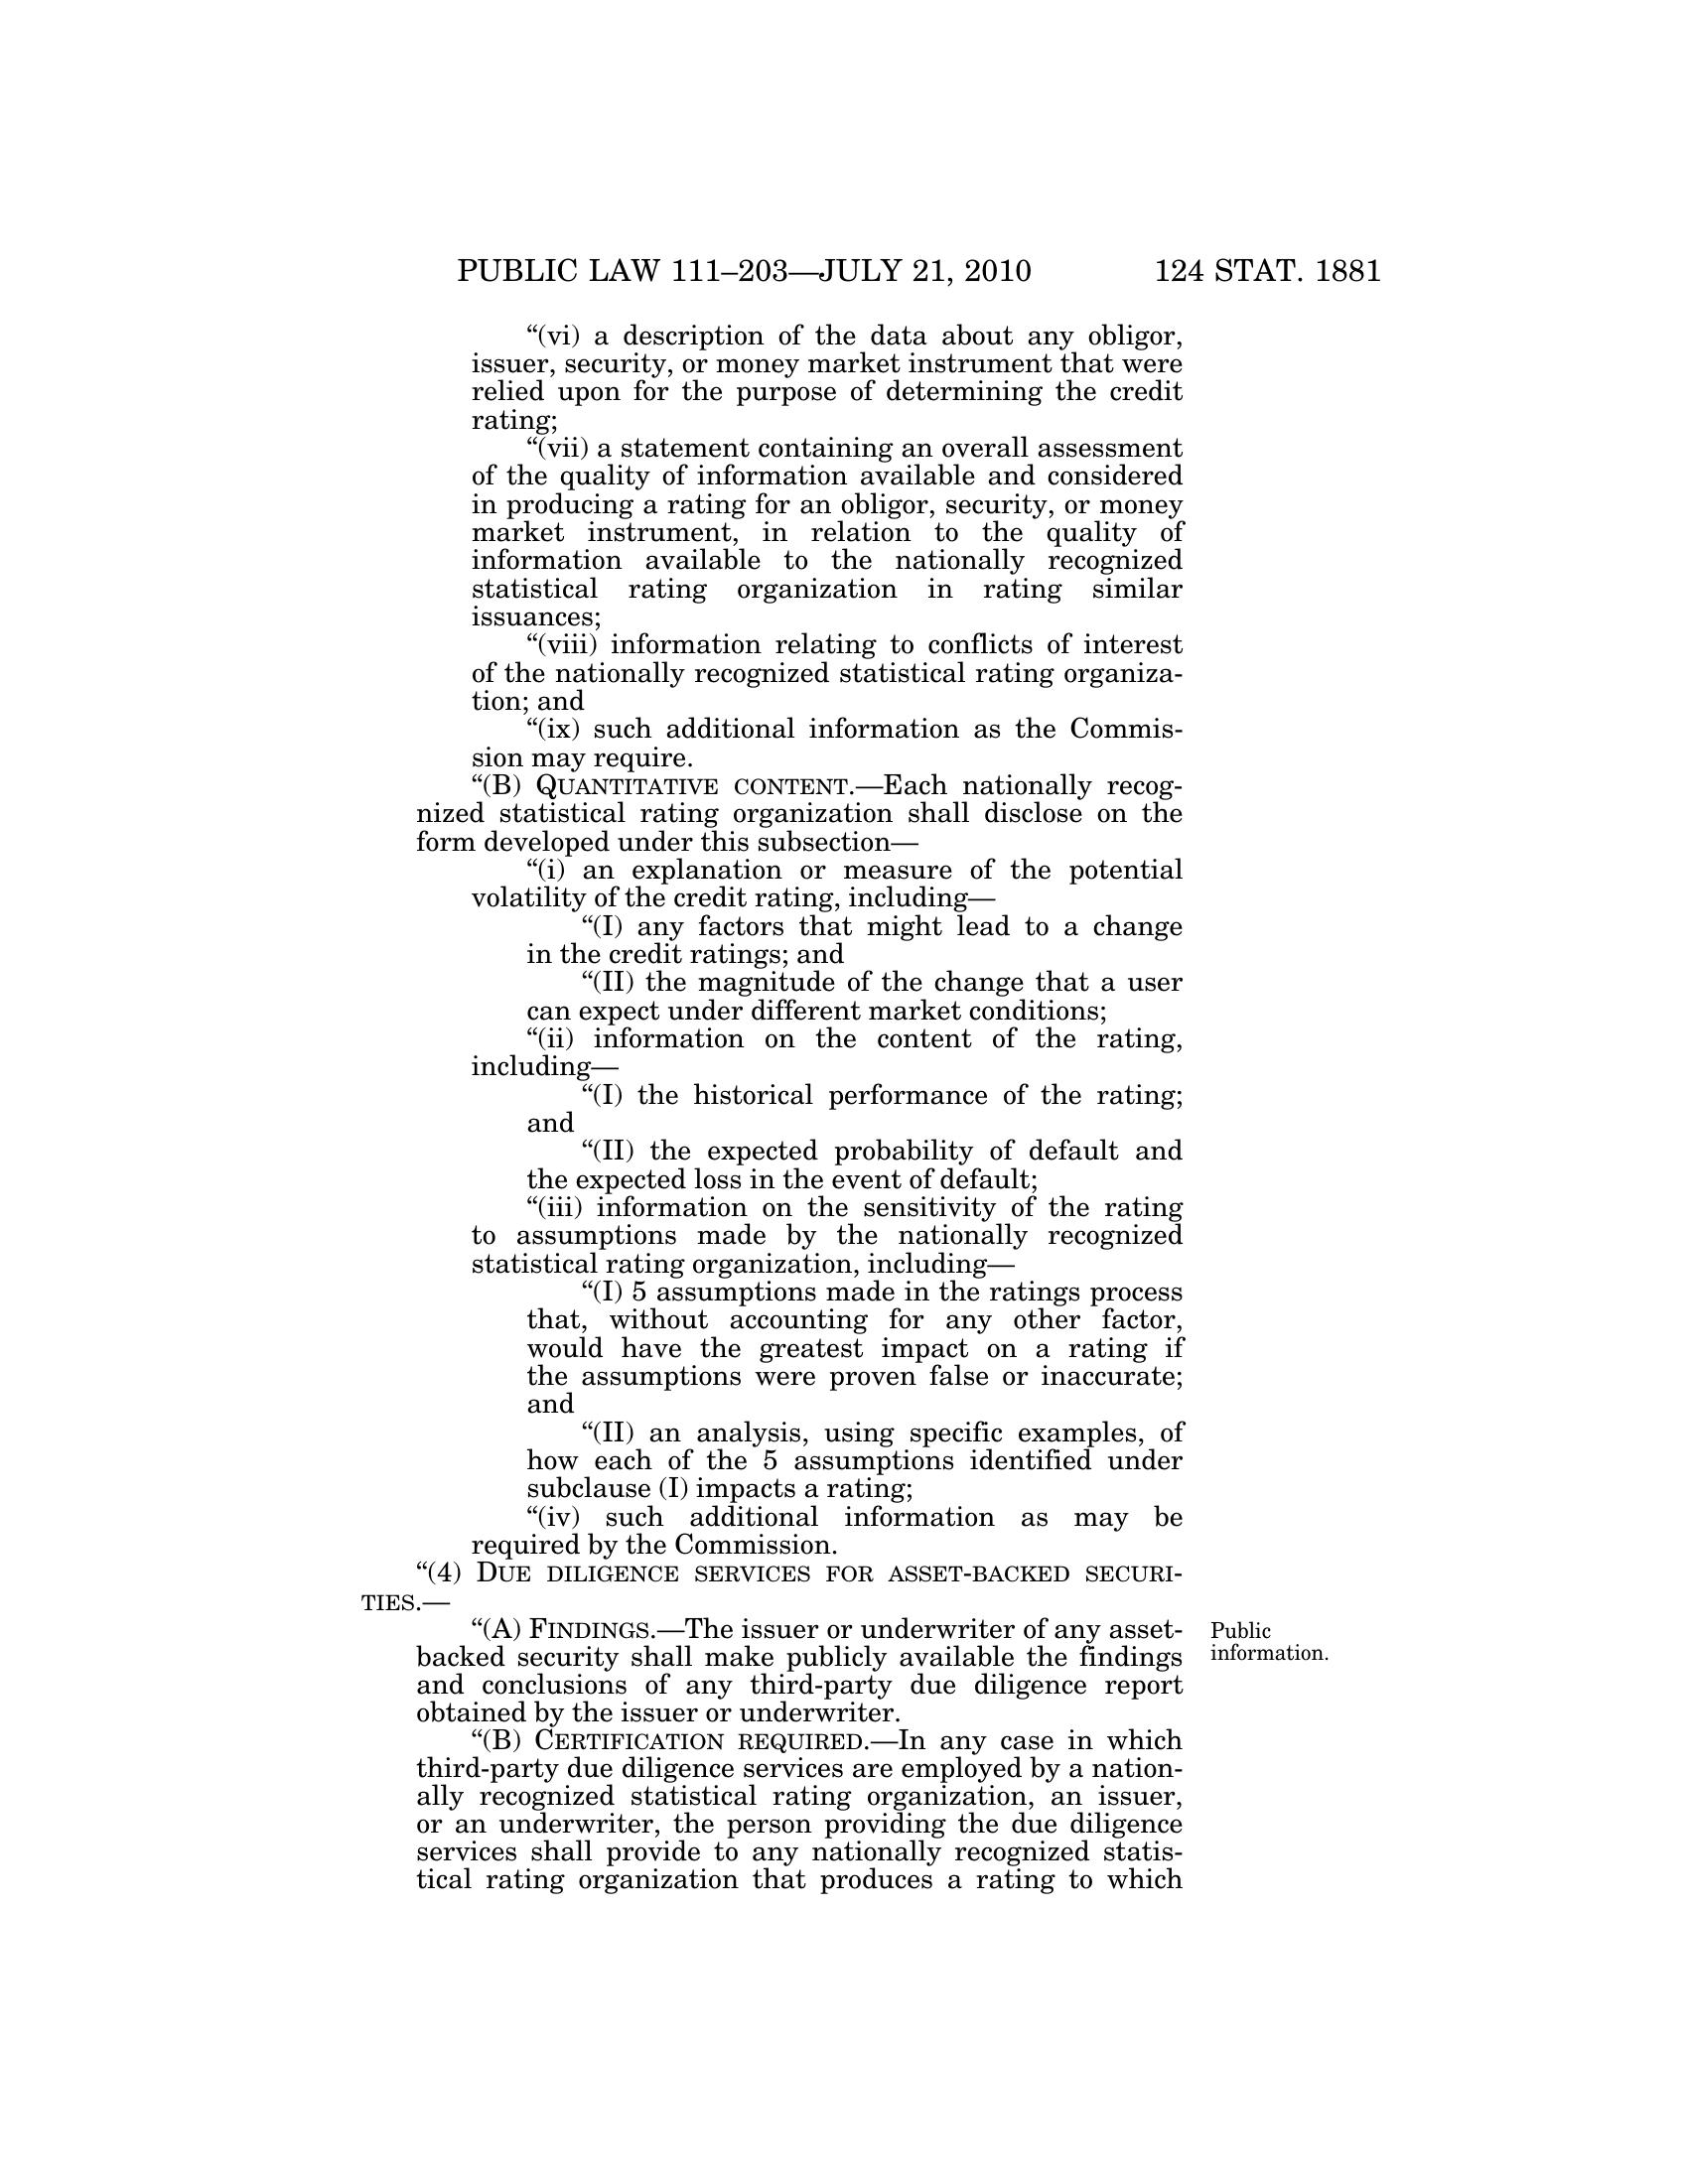 PUBLIC LAW 111–203—JULY 21, 2010 124 STAT. 1881
“(vi) a description of the data about any obligor,
issuer, security, or money market instrument that were
relied upon for the purpose of determining the credit
rating;
“(vii) a statement containing an overall assessment
of the quality of information available and considered
in producing a rating for an obligor, security, or money
market instrument, in relation to the quality of
information available to the nationally recognized
statistical rating organization in rating similar
issuances;
“(viii) information relating to conflicts of interest
of the nationally recognized statistical rating organiza-
tion; and
“(ix) such additional information as the Commis-
sion may require.
“(B) QUANTITATIVE CONTENT.—Each nationally recog-
nized statistical rating organization shall disclose on the
form developed under this subsection—
“(i) an explanation or measure of the potential
volatility of the credit rating, including—
“(I) any factors that might lead to a change
in the credit ratings; and
“(II) the magnitude of the change that a user
can expect under different market conditions;
“(ii) information on the content of the rating,
including—
“(I) the historical performance of the rating;
and
“(II) the expected probability of default and
the expected loss in the event of default;
“(iii) information on the sensitivity of the rating
to assumptions made by the nationally recognized
statistical rating organization, including—
“(I) 5 assumptions made in the ratings process
that, without accounting for any other factor,
would have the greatest impact on a rating if
the assumptions were proven false or inaccurate;
and
“(II) an analysis, using specific examples, of
how each of the 5 assumptions identified under
subclause (I) impacts a rating;
“(iv) such additional information as may be
required by the Commission.
“(4) DUE DILIGENCE SERVICES FOR ASSET-BACKED SECURI-
TIES.—
“(A) FINDINGS.—The issuer or underwriter of any asset-
backed security shall make publicly available the findings
and conclusions of any third-party due diligence report
obtained by the issuer or underwriter.
“(B) CERTIFICATION REQUIRED.—In any case in which
third-party due diligence services are employed by a nation-
ally recognized statistical rating organization, an issuer,
or an underwriter, the person providing the due diligence
services shall provide to any nationally recognized statis-
tical rating organization that produces a rating to which
Public
information.